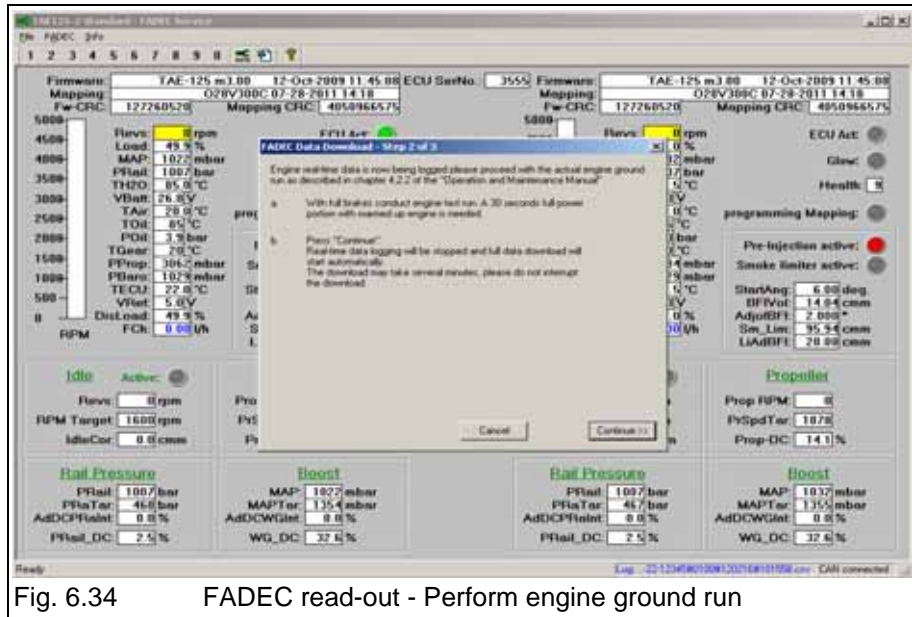 TAE125-2 Standard - FADEC Service
File FADEC Info
1 2 3 4 5 6 7 8 9 0
Firmware: TAE-125 m3.00 12-Oct-2009 11:45:08 ECU SerNo.: 3555 Firmware: TAE-125 m3.00 12-Oct-2009 11:45:08
Mapping: 028V300C 07-28-2011 14:18 Mapping: 028V300C 07-28-2011 14:18
Fw-CRC: 127260520 Mapping CRC: 4050966575 Fw-CRC: 127260520 Mapping CRC: 4050966575
5000 5000
4500
4000
3500
3000
2500
2000
1500
1000
500
0
RPM
Revs: 0 rpm
Load: 49.9 %
MAP: 1022 mbar
PRail: 1007 bar
TH2O: 85.0 °C
VBatt: 26.8 V
TAir: 20.0 °C
TOil: 85 °C
POil: 3.9 bar
TGear: 20 °C
PProp: 3062 mbar
PBaro: 1029 mbar
TECU: 22.0 °C
VRef: 5.0 V
DisLoad: 49.9 %
FCh: 0.00 l/h
ECU Act:
FADEC Data Download - Step 2 of 3
Engine real-time data is now being logged please proceed with the actual engine ground
run as described in chapter 4.2.2 of the "Operation and Maintenance Manual"
a With full brakes conduct engine test run. A 30 seconds full-power
portion with warmed up engine is needed.
b Press "Continue"
Real-time data logging will be stopped and full data download will
start automatically.
The download may take several minutes, please do not interrupt
the download.
Cancel Continue >>
Revs: 0 rpm
ECU Act:
Glow:
Health:
programming Mapping:
Pre-Injection active:
Smoke limiter active:
StartAng: 6.00 deg
BFIVol: 14.04 cmm
AdjofBFI: 2.000 °
Sm_Lim: 95.94 cmm
LiAdBFI: 20.00 cmm
Idle Active:
Revs: 0 rpm
RPM Target: 1600 rpm
IdleCor: 0.0 cmm
Propeller
Prop RPM: 0
PrSpdTar: 1078
Prop-DC: 14.1 %
Rail Pressure
PRail: 1007 bar
PRaTar: 468 bar
AdDCPRaInt: 0.0 %
PRail_DC: 2.5 %
Boost
MAP: 1022 mbar
MAPTar: 1354 mbar
AdDCWGInt: 0.0 %
WG_DC: 32.6 %
Rail Pressure
PRail: 1007 bar
PRaTar: 467 bar
AdDCPRaInt: 0.0 %
PRail_DC: 2.5 %
Boost
MAP: 1032 mbar
MAPTar: 1355 mbar
AdDCWGInt: 0.0 %
WG_DC: 32.6 %
Ready
CAN connected
Fig. 6.34 FADEC read-out - Perform engine ground run